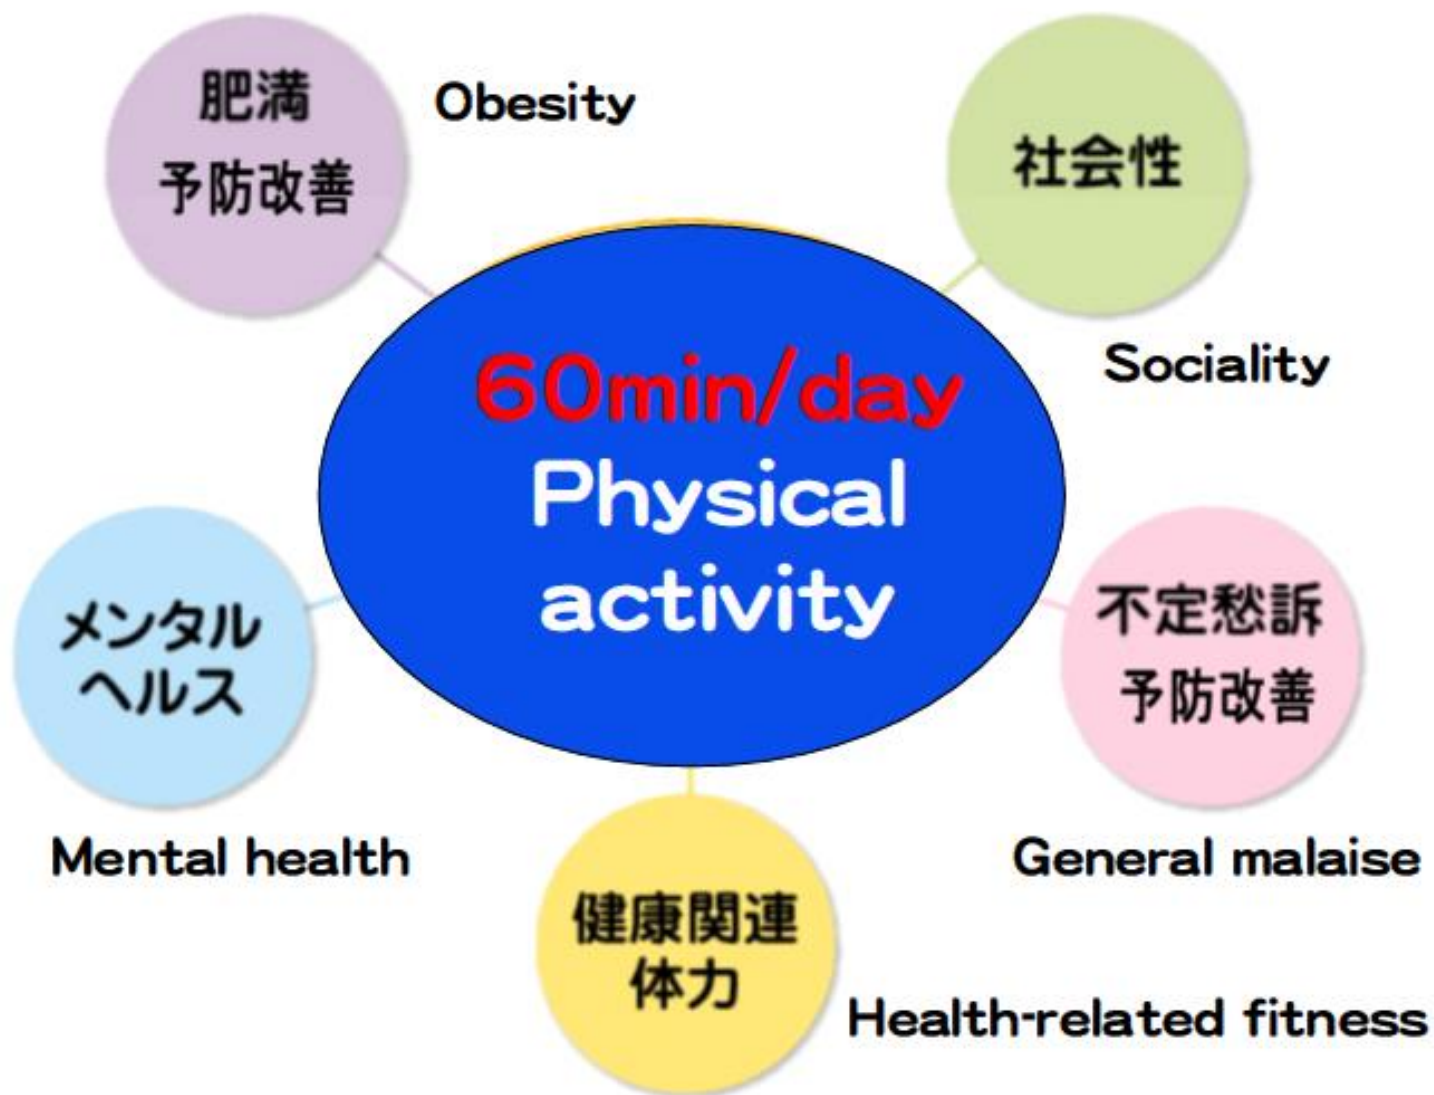 肥満
予防改善
Obesity
社会性
Sociality
60min/day
Physical
activity
メンタル
ヘルス
Mental health
不定愁訴
予防改善
General malaise
健康関連
体力
Health-related fitness